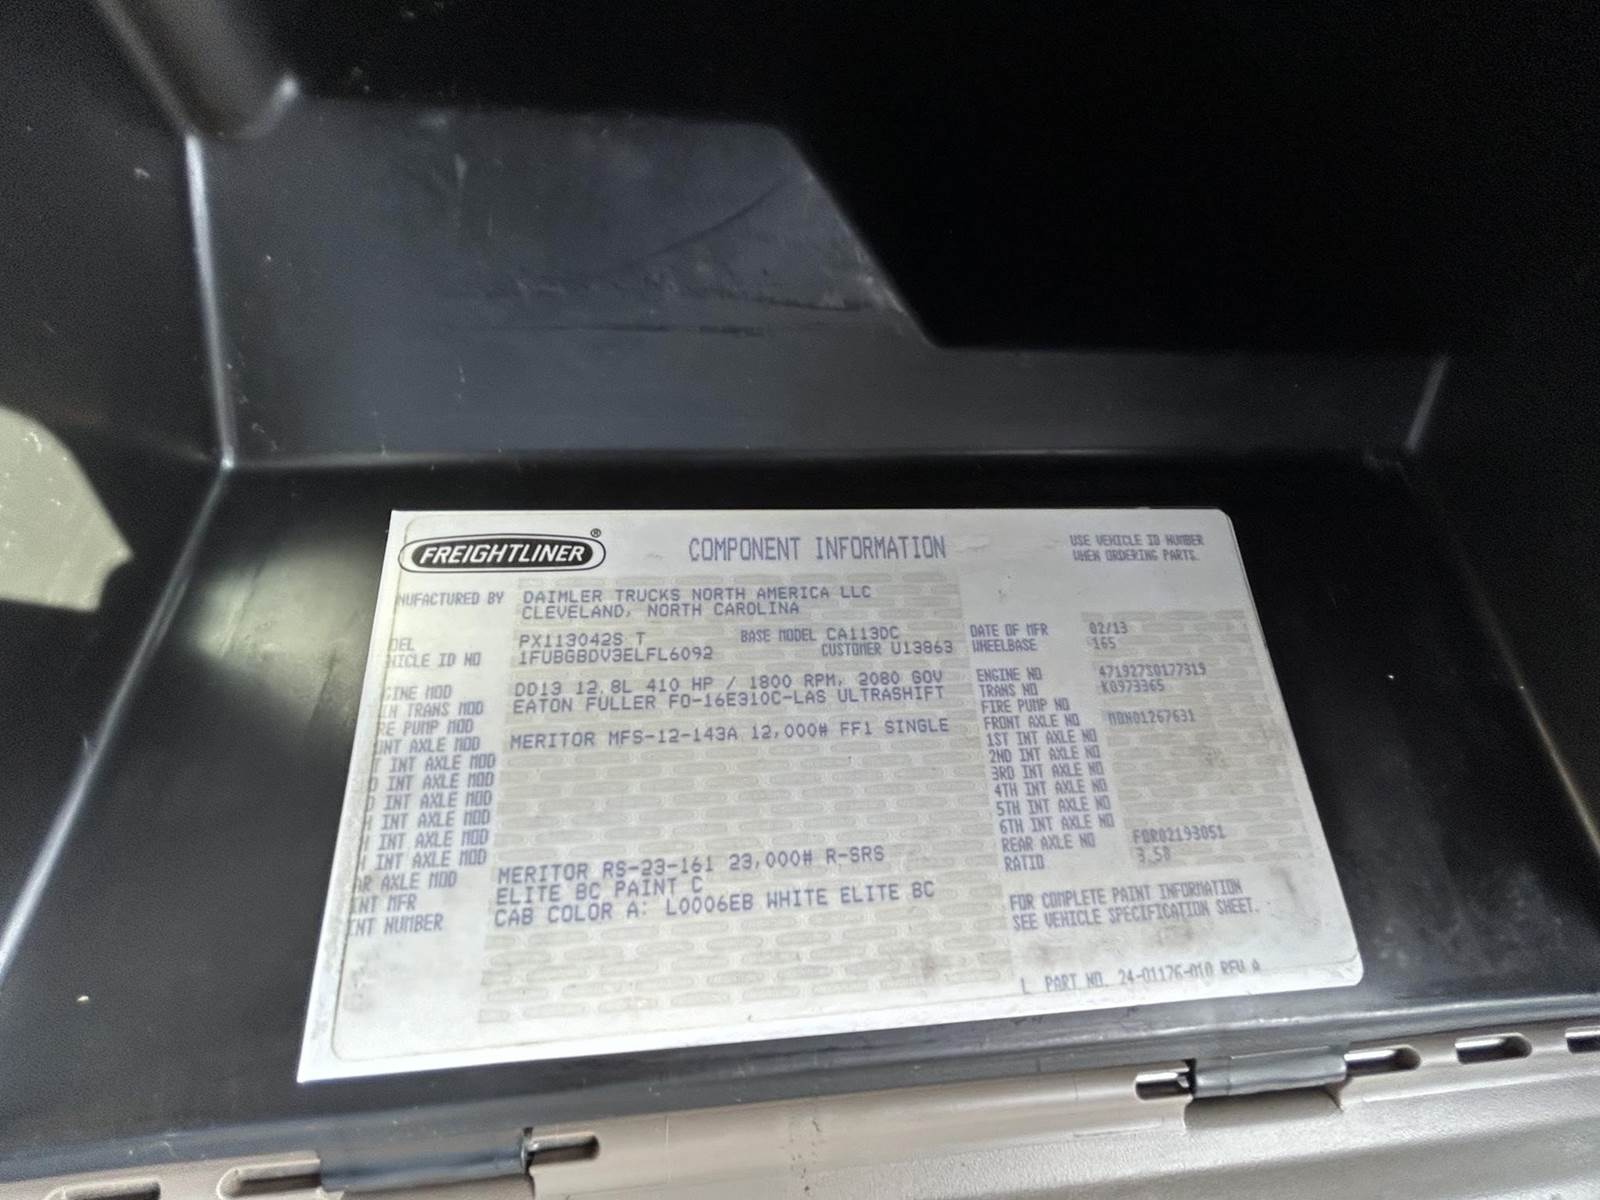 FREIGHTLINER®
COMPONENT INFORMATION
USE VEHICLE ID NUMBER
WHEN ORDERING PARTS.
NUFACTURED BY DAIMLER TRUCKS NORTH AMERICA LLC
CLEVELAND, NORTH CAROLINA
DEL PX113042S T BASE MODEL CA113DC DATE OF MFR 02/13
HICLE ID NO 1FUBGBDV3ELFL6092 CUSTOMER U13863 WHEELBASE 165
GINE MOD DD13 12.8L 410 HP / 1800 RPM, 2080 GOV ENGINE NO 471927S0177319
IN TRANS MOD EATON FULLER FO-16E310C-LAS ULTRASHIFT TRANS NO K0973365
RE PUMP MOD FIRE PUMP NO
ONT AXLE MOD MERITOR MFS-12-143A 12,000# FF1 SINGLE FRONT AXLE NO MDN01267631
T INT AXLE MOD 1ST INT AXLE NO
D INT AXLE MOD 2ND INT AXLE NO
D INT AXLE MOD 3RD INT AXLE NO
H INT AXLE MOD 4TH INT AXLE NO
H INT AXLE MOD 5TH INT AXLE NO
H INT AXLE MOD 6TH INT AXLE NO
AR AXLE MOD MERITOR RS-23-161 23,000# R-SRS REAR AXLE NO FOR02193051
INT MFR ELITE BC PAINT C RATIO 3.58
INT NUMBER CAB COLOR A: L0006EB WHITE ELITE BC
FOR COMPLETE PAINT INFORMATION
SEE VEHICLE SPECIFICATION SHEET.
L PART NO. 24-01176-010 REV A